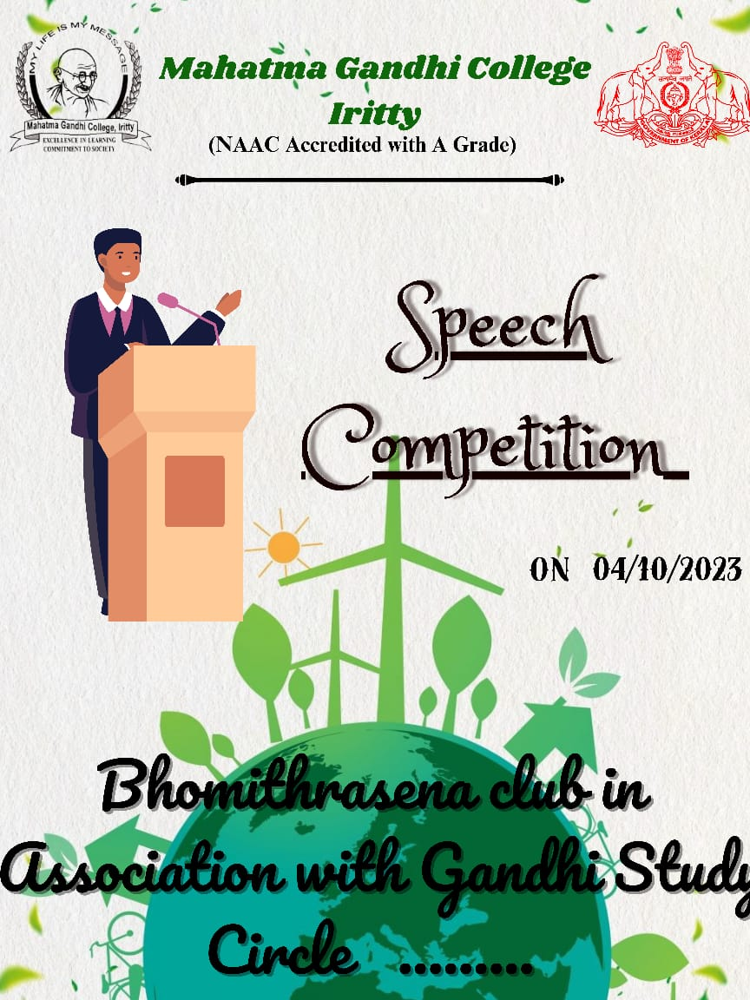 MY LIFE IS MY MESSAGE
Mahatma Gandhi College, Iritty
EXCELLENCE IN LEARNING
COMMITMENT TO SOCIETY
Mahatma Gandhi College
Iritty
(NAAC Accredited with A Grade)
सत्यमेव जयते
GOVERNMENT OF KERALA
Speech
Competition
ON 04/10/2023
Bhomithrasena club in
Association with Gandhi Study
Circle .........